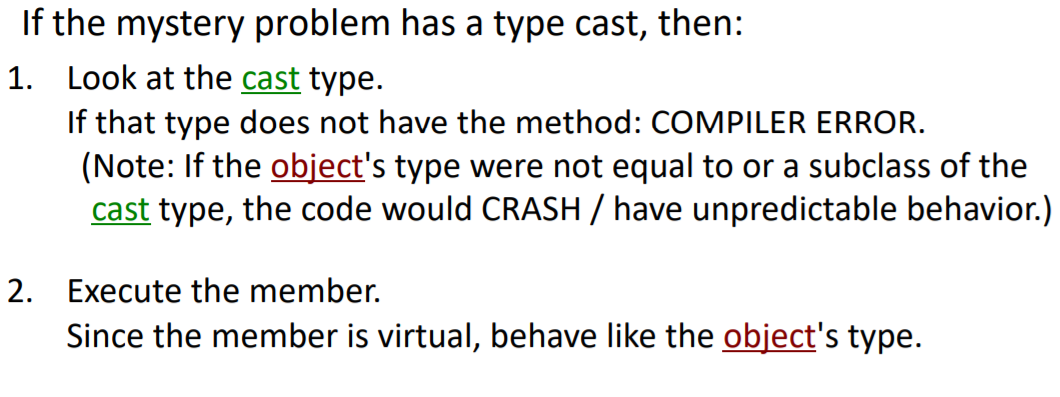 If the mystery problem has a type cast, then:
1. Look at the cast type.
If that type does not have the method: COMPILER ERROR.
(Note: If the object's type were not equal to or a subclass of the
cast type, the code would CRASH / have unpredictable behavior.)
2. Execute the member.
Since the member is virtual, behave like the object's type.